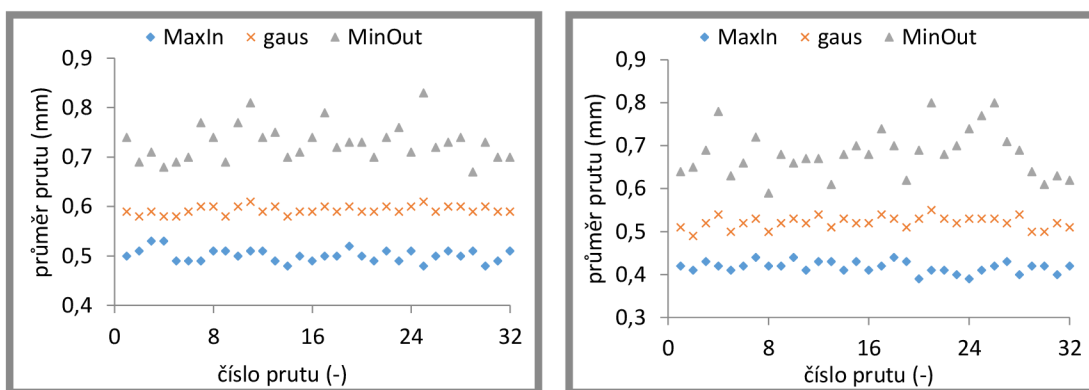 MaxIn gaus MinOut
0,9
0,8
0,7
0,6
0,5
0,4
průměr prutu (mm)
0 8 16 24 32
číslo prutu (-)
MaxIn gaus MinOut
0,9
0,8
0,7
0,6
0,5
0,4
0,3
průměr prutu (mm)
0 8 16 24 32
číslo prutu (-)